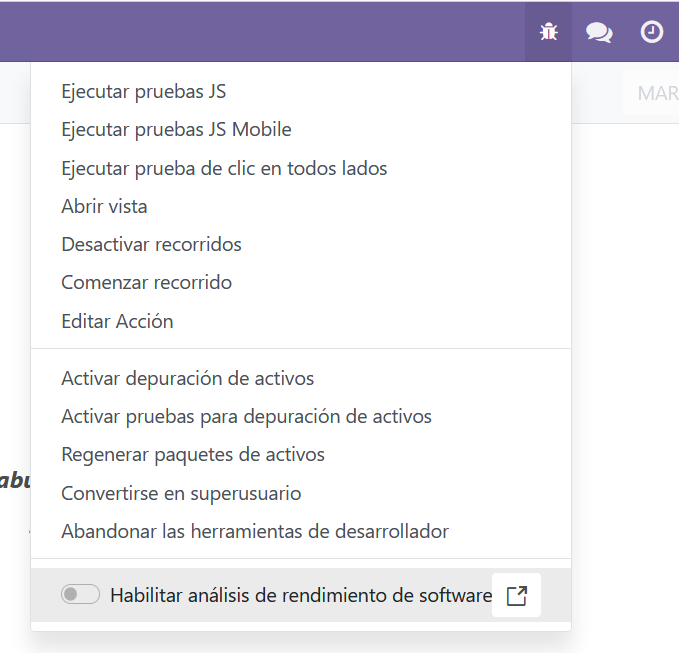 MAR
Ejecutar pruebas JS
Ejecutar pruebas JS Mobile
Ejecutar prueba de clic en todos lados
Abrir vista
Desactivar recorridos
Comenzar recorrido
Editar Acción
Activar depuración de activos
Activar pruebas para depuración de activos
Regenerar paquetes de activos
abu
Convertirse en superusuario
Abandonar las herramientas de desarrollador
Habilitar análisis de rendimiento de software